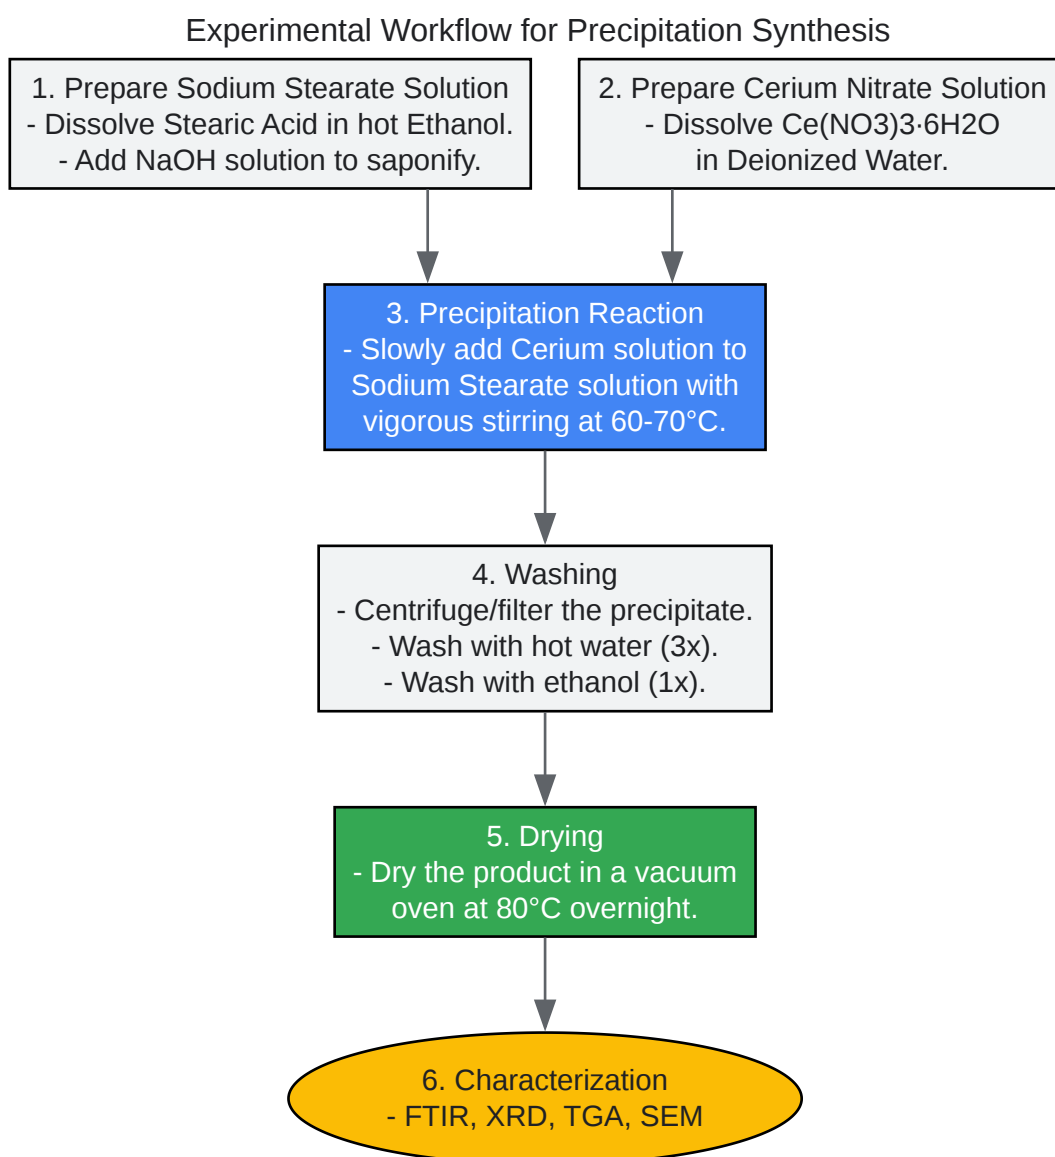 Experimental Workflow for Precipitation Synthesis
1. Prepare Sodium Stearate Solution
- Dissolve Stearic Acid in hot Ethanol.
- Add NaOH solution to saponify.
2. Prepare Cerium Nitrate Solution
- Dissolve Ce(NO3)3·6H2O
in Deionized Water.
3. Precipitation Reaction
- Slowly add Cerium solution to
Sodium Stearate solution with
vigorous stirring at 60-70°C.
4. Washing
- Centrifuge/filter the precipitate.
- Wash with hot water (3x).
- Wash with ethanol (1x).
5. Drying
- Dry the product in a vacuum
oven at 80°C overnight.
6. Characterization
- FTIR, XRD, TGA, SEM